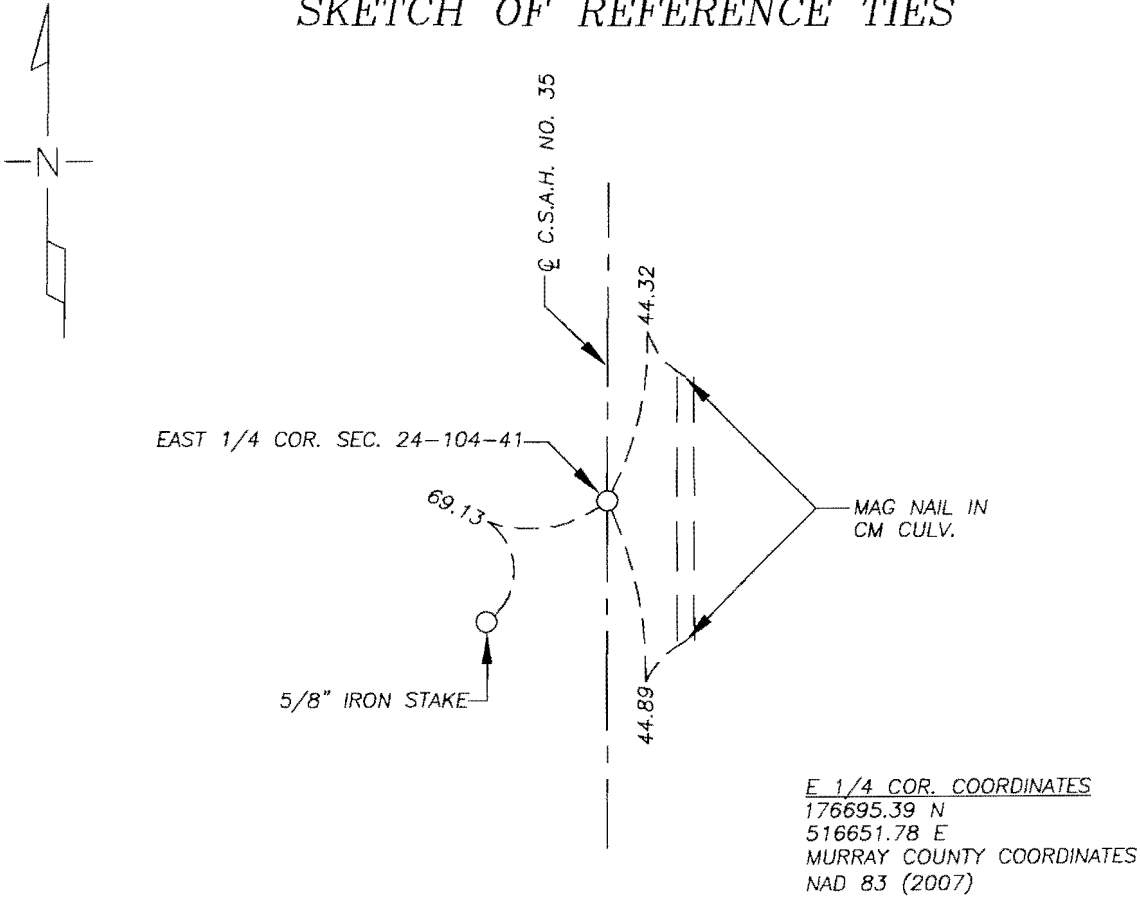 SKETCH OF REFERENCE TIES
N
℄ C.S.A.H. NO. 35
44.32
EAST 1/4 COR. SEC. 24-104-41
69.13
MAG NAIL IN
CM CULV.
5/8" IRON STAKE
44.89
E 1/4 COR. COORDINATES
176695.39 N
516651.78 E
MURRAY COUNTY COORDINATES
NAD 83 (2007)